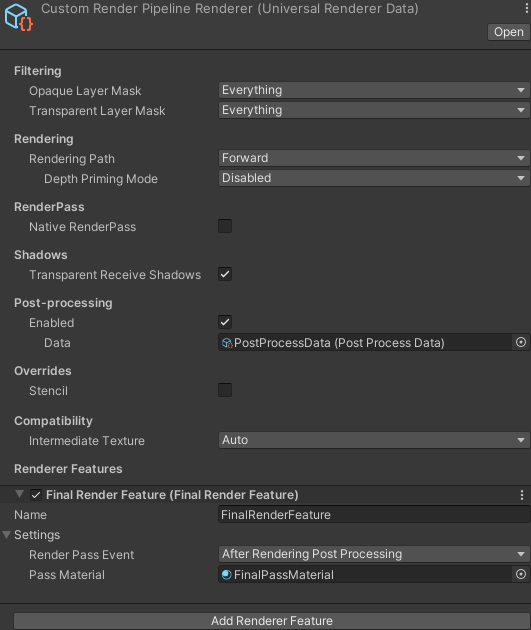 Custom Render Pipeline Renderer (Universal Renderer Data)
Open
Filtering
Opaque Layer Mask Everything
Transparent Layer Mask Everything
Rendering
Rendering Path Forward
Depth Priming Mode Disabled
RenderPass
Native RenderPass
Shadows
Transparent Receive Shadows
Post-processing
Enabled
Data PostProcessData (Post Process Data)
Overrides
Stencil
Compatibility
Intermediate Texture Auto
Renderer Features
Final Render Feature (Final Render Feature)
Name FinalRenderFeature
Settings
Render Pass Event After Rendering Post Processing
Pass Material FinalPassMaterial
Add Renderer Feature